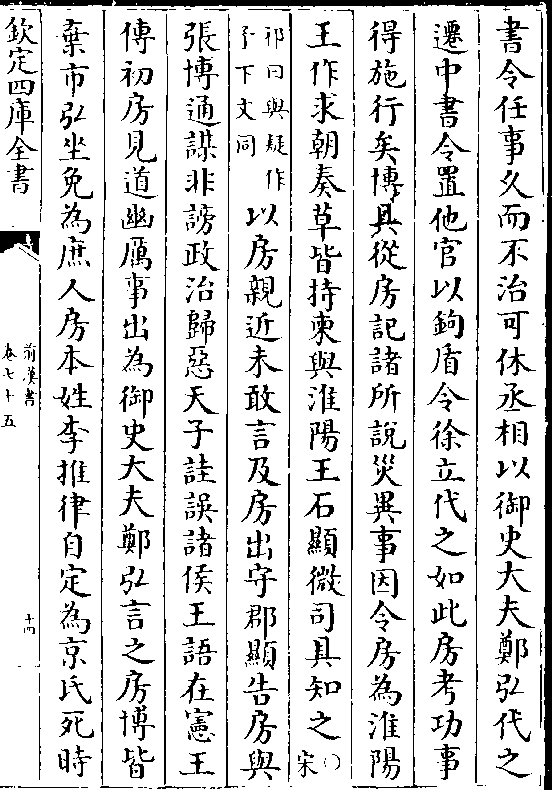 書令任事久而不治可休丞相以御史大夫鄭弘代之
遷中書令置他官以鉤盾令徐立代之如此房考功事
得施行矣博具從房記諸所說災異事因令房為淮陽
王作求朝奏草皆持柬與淮陽王石顯微司具知之〇宋
祁曰與疑作予下文同以房親近未敢言及房出守郡顯告房與
張博通謀非謗政治歸惡天子詿誤諸侯王語在憲王
傳初房見道幽厲事出為御史大夫鄭弘言之房博皆
棄市弘坐免為庶人房本姓李推律自定為京氏死時
欽定四庫全書
前漢書
卷七十五
十四